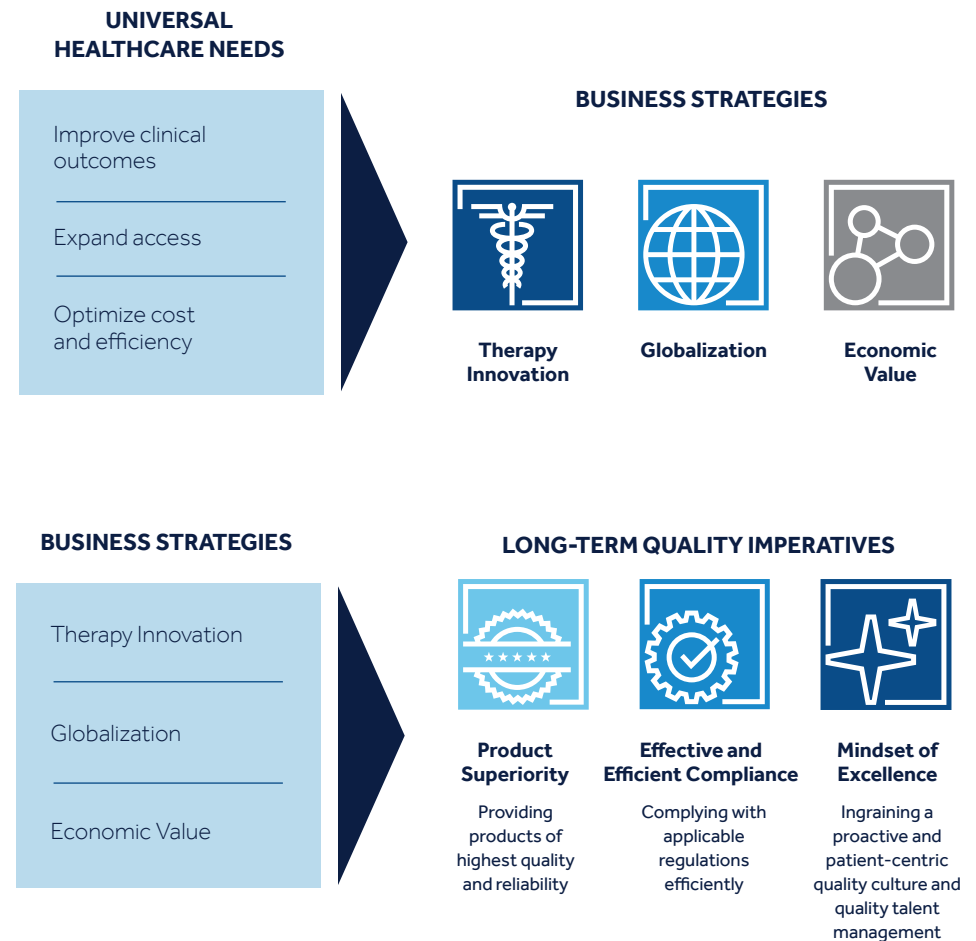 UNIVERSAL
HEALTHCARE NEEDS
Improve clinical
outcomes
Expand access
Optimize cost
and efficiency
BUSINESS STRATEGIES
Therapy
Innovation
Globalization
Economic
Value
BUSINESS STRATEGIES
Therapy Innovation
Globalization
Economic Value
LONG-TERM QUALITY IMPERATIVES
Product
Superiority
Providing
products of
highest quality
and reliability
Effective and
Efficient Compliance
Complying with
applicable
regulations
efficiently
Mindset of
Excellence
Ingraining a
proactive and
patient-centric
quality culture and
quality talent
management